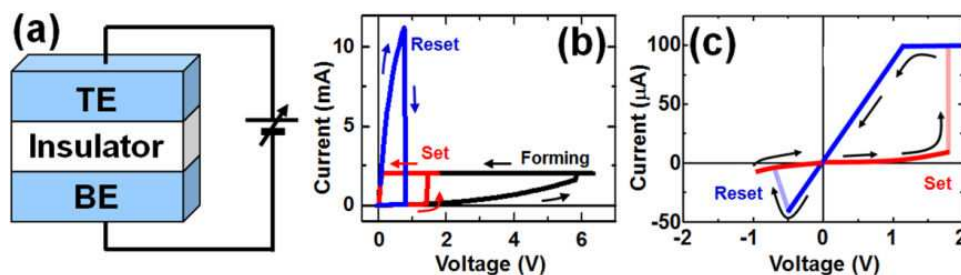 (a)
TE
Insulator
BE
(b)
Reset
Set
Forming
Current (mA)
10
5
0
0 2 4 6
Voltage (V)
(c)
Reset
Set
Current (μA)
100
50
0
-50
-2 -1 0 1 2
Voltage (V)